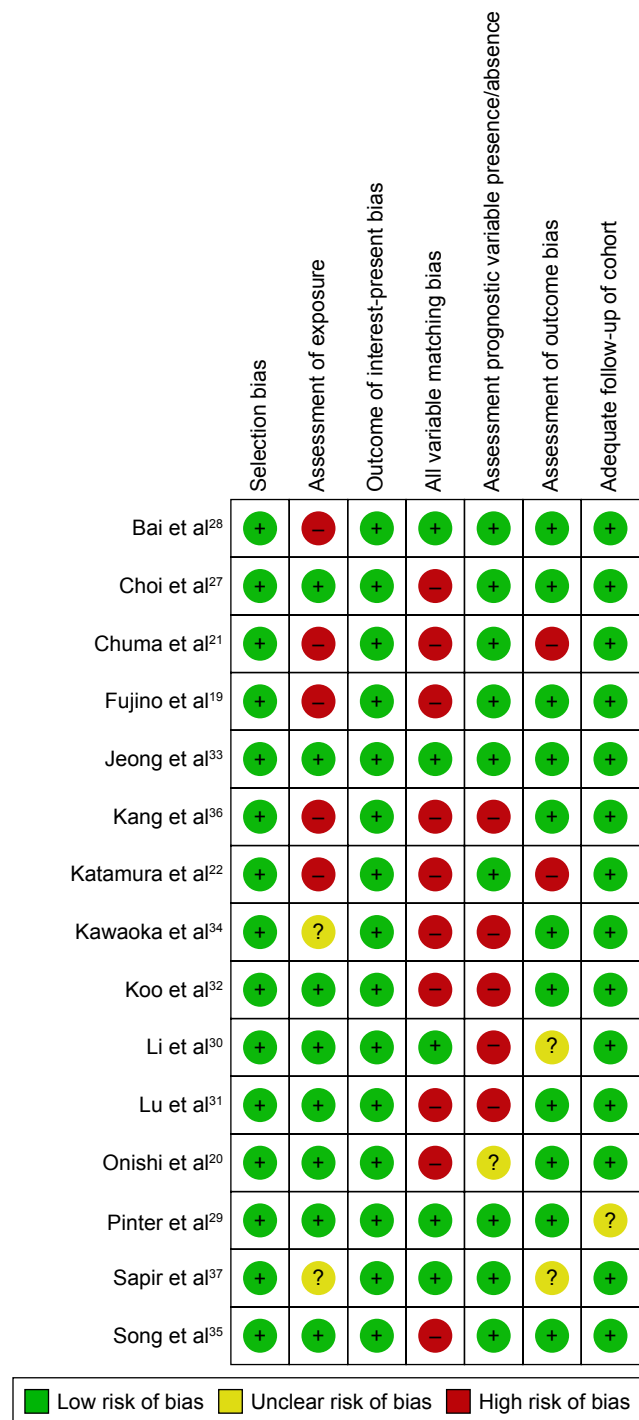 Selection bias
Assessment of exposure
Outcome of interest-present bias
All variable matching bias
Assessment prognostic variable presence/absence
Assessment of outcome bias
Adequate follow-up of cohort
Bai et al²⁸ + – + + + + +
Choi et al²⁷ + + + – + + +
Chuma et al²¹ + – + – + – +
Fujino et al¹⁹ + – + – + + +
Jeong et al³³ + + + + + + +
Kang et al³⁶ + – + – – + +
Katamura et al²² + – + – + – +
Kawaoka et al³⁴ + ? + – – + +
Koo et al³² + + + – – + +
Li et al³⁰ + + + + – ? +
Lu et al³¹ + + + – – + +
Onishi et al²⁰ + + + – ? + +
Pinter et al²⁹ + + + + + + ?
Sapir et al³⁷ + ? + + + ? +
Song et al³⁵ + + + – + + +
Low risk of bias Unclear risk of bias High risk of bias